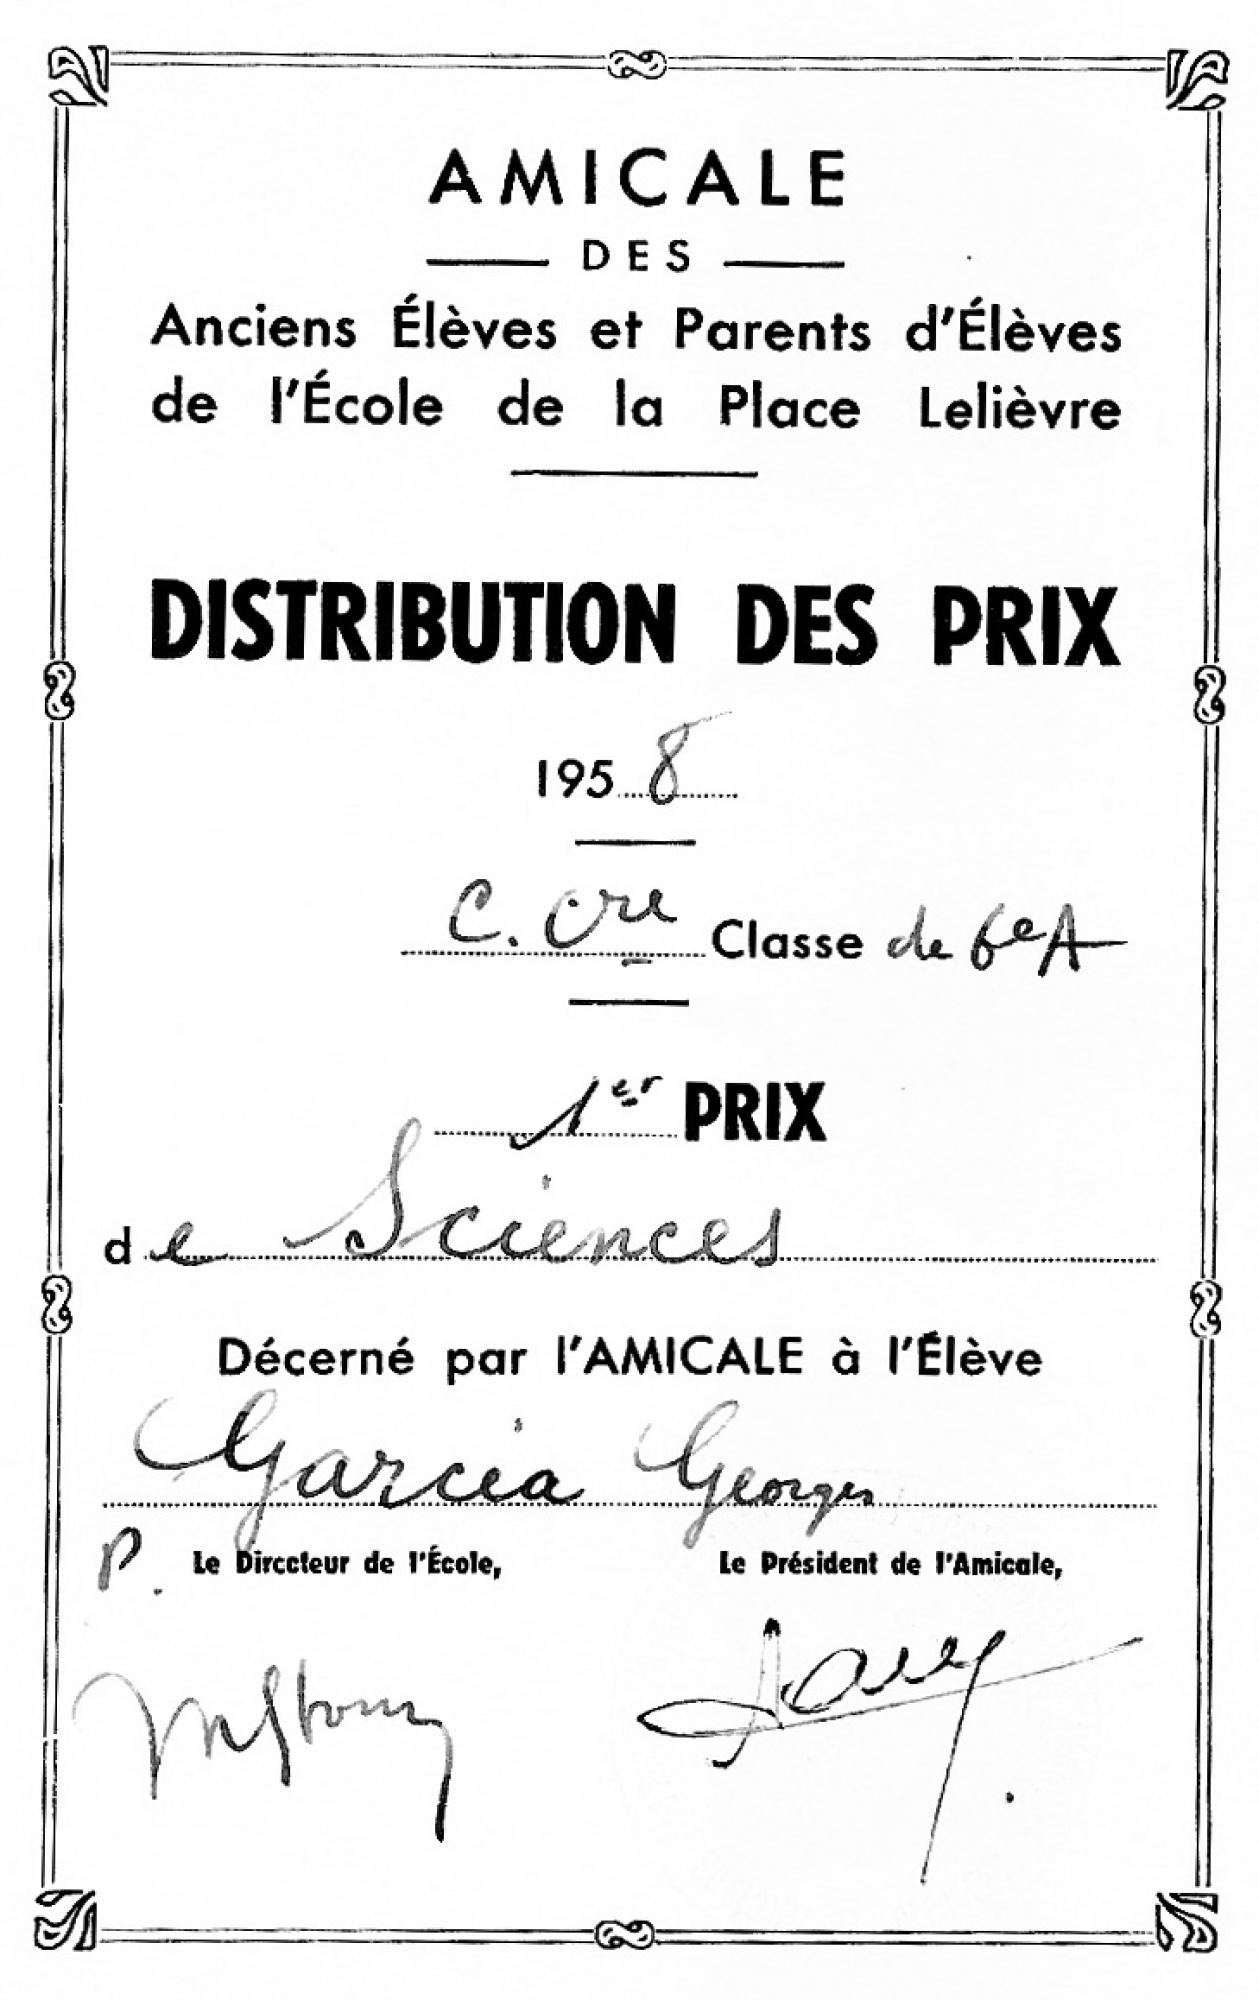 AMICALE
DES
Anciens Élèves et Parents d'Élèves
de l'École de la Place Lelièvre
DISTRIBUTION DES PRIX
1958
C. Cre Classe de 6e A
1er PRIX
de Sciences
Décerné par l'AMICALE à l'Élève
Garcia Georges
P. Le Directeur de l'École, Le Président de l'Amicale,